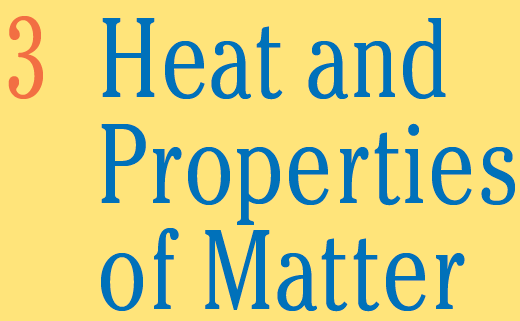 3 Heat and
Properties
of Matter